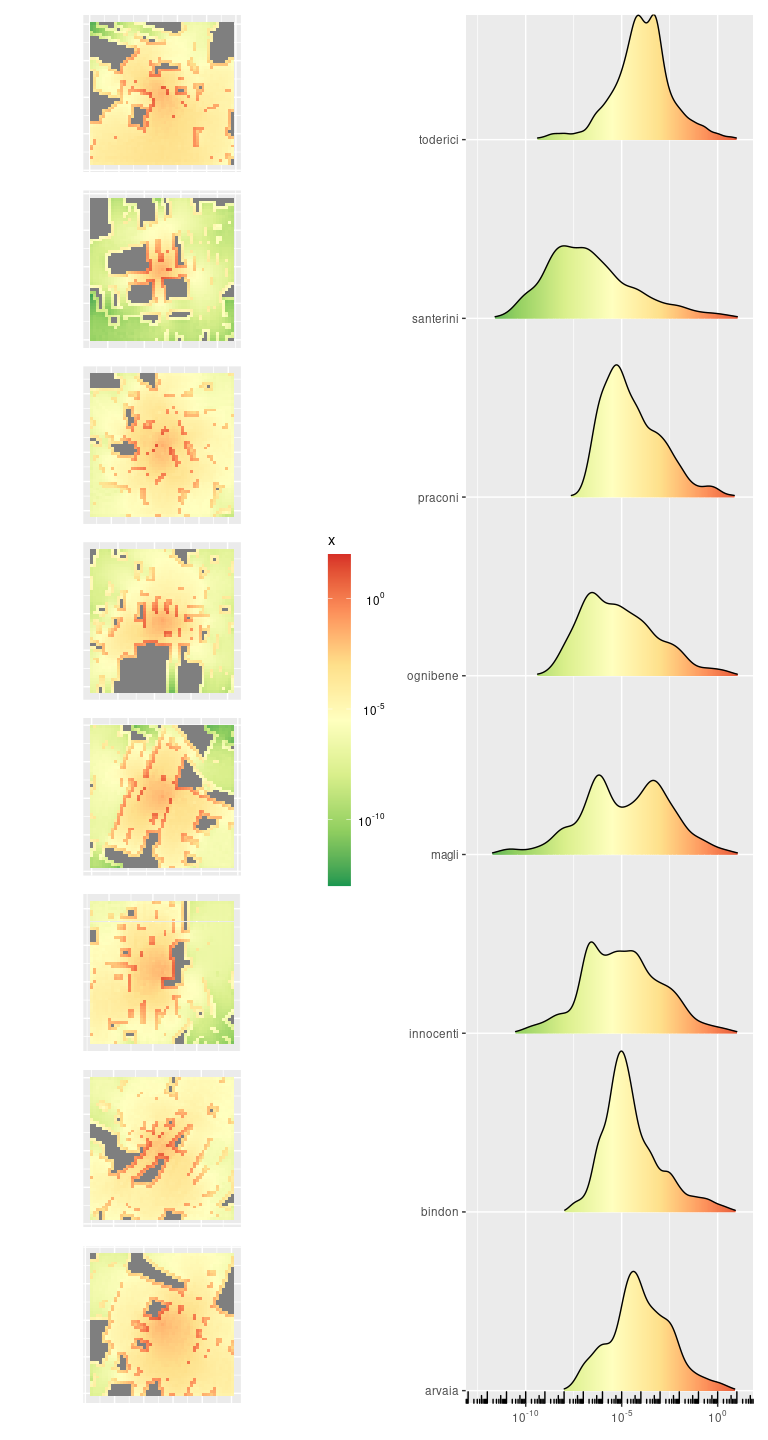 toderici
santerini
praconi
x
10^0
ognibene
10^-5
10^-10
magli
innocenti
bindon
arvaia
10^-10 10^-5 10^0